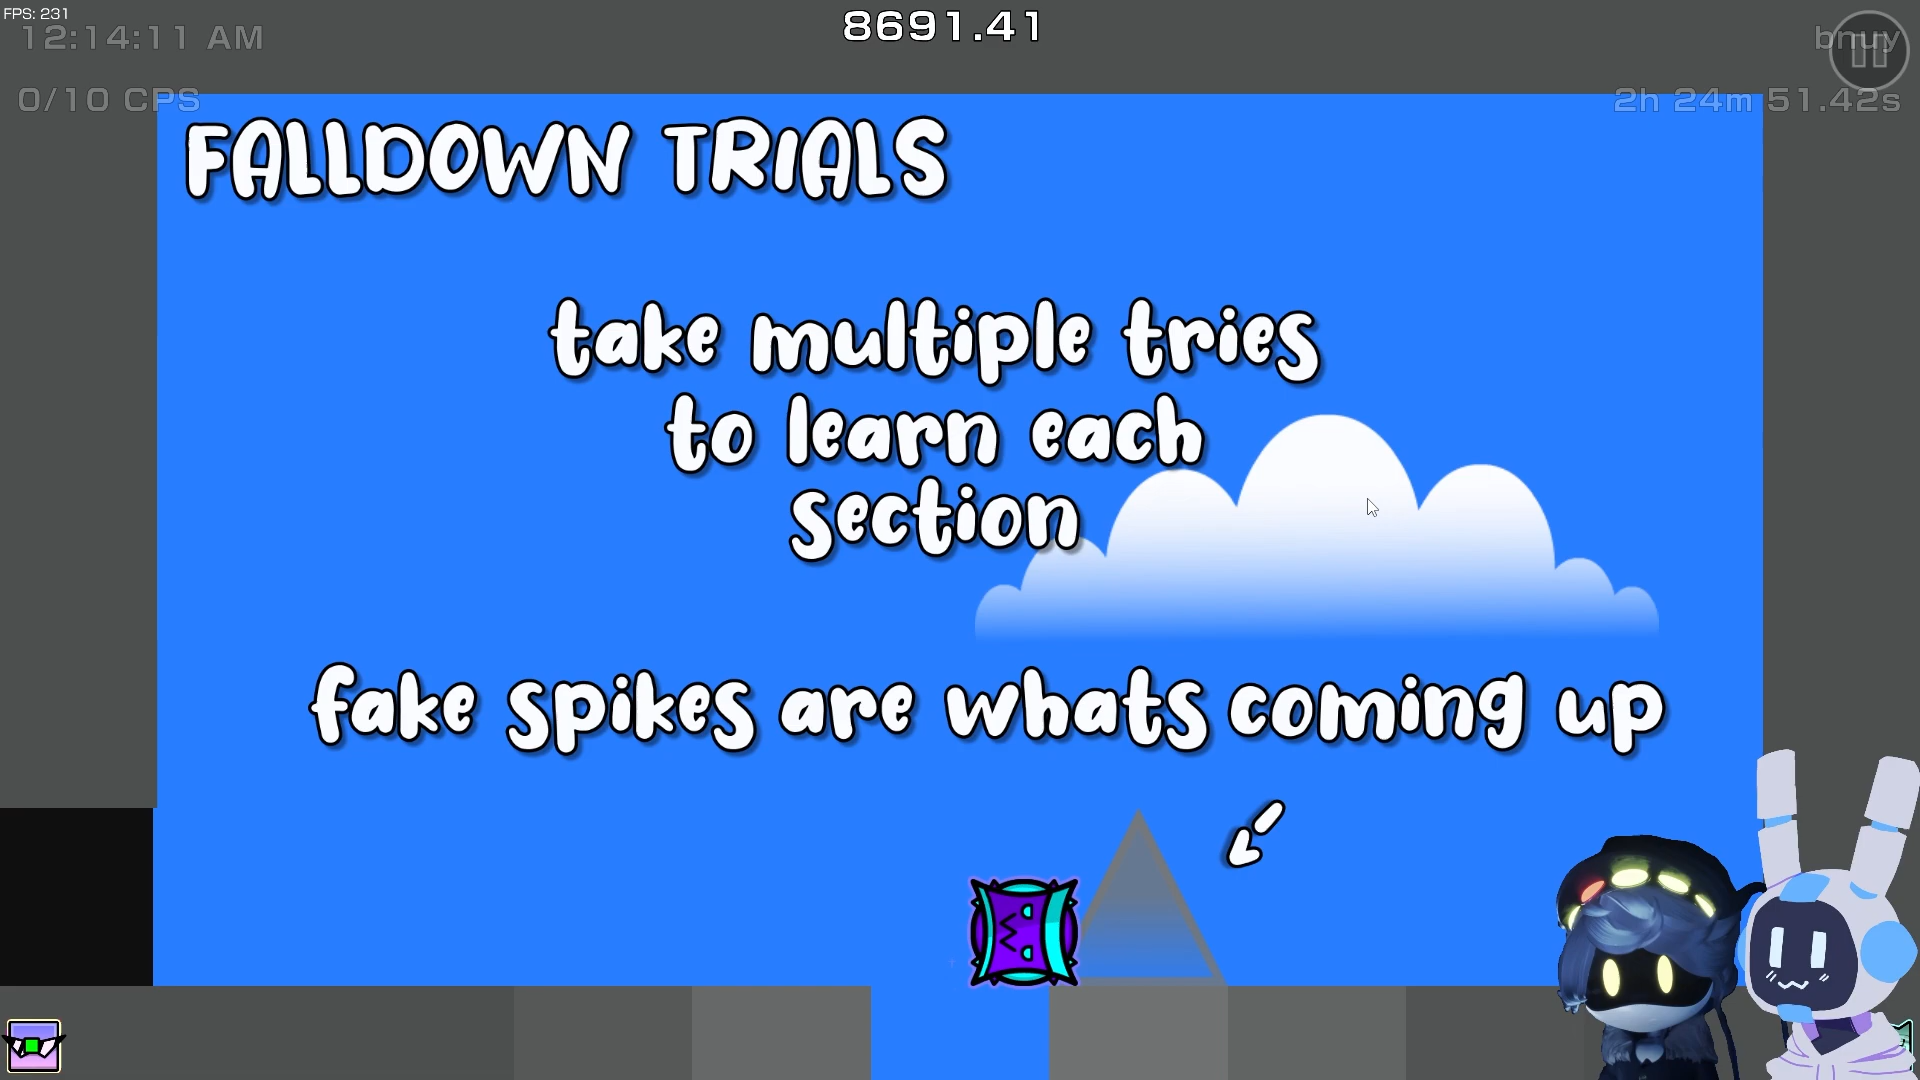 FPS: 231
12:14:11 AM
8691.41
bnuy
0/10 CPS
2h 24m 51.42s
FALLDOWN TRIALS
take multiple tries
to learn each
section
fake spikes are whats coming up